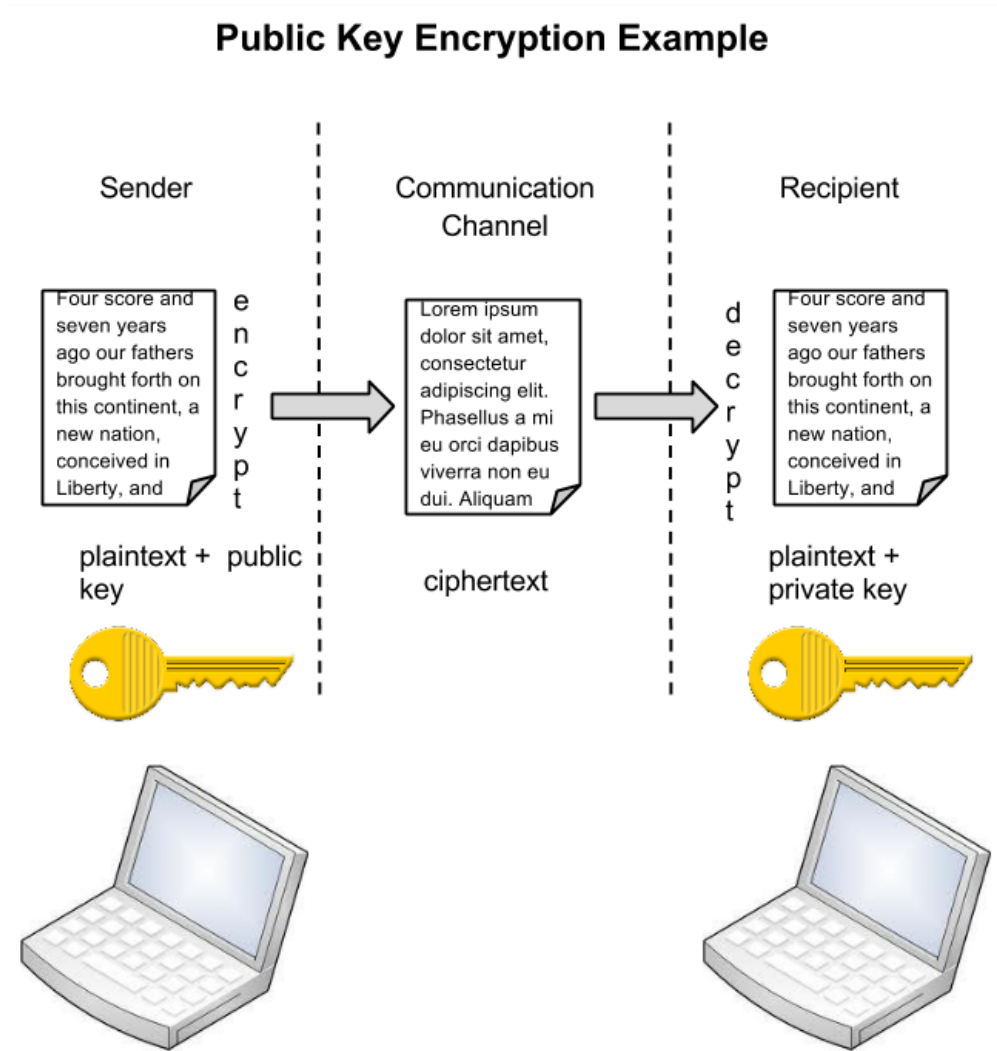 Public Key Encryption Example
Sender
Communication
Channel
Recipient
Four score and
seven years
ago our fathers
brought forth on
this continent, a
new nation,
conceived in
Liberty, and
encrypt
Lorem ipsum
dolor sit amet,
consectetur
adipiscing elit.
Phasellus a mi
eu orci dapibus
viverra non eu
dui. Aliquam
decrypt
Four score and
seven years
ago our fathers
brought forth on
this continent, a
new nation,
conceived in
Liberty, and
plaintext + public
key
ciphertext
plaintext +
private key